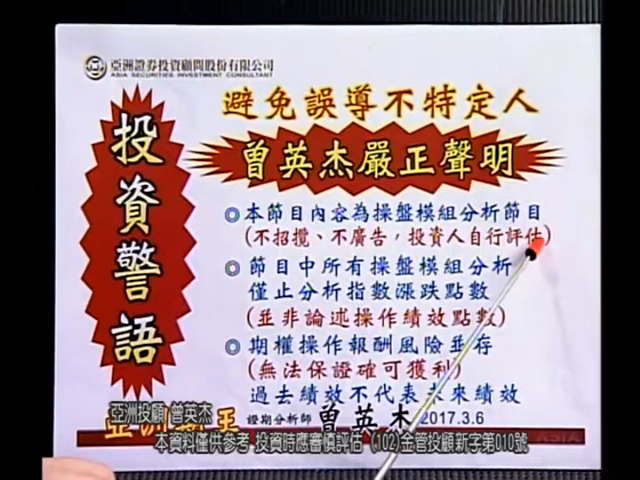 亞洲證券投資顧問股份有限公司
ASIA SECURITIES INVESTMENT CONSULTANT
投資警語
避免誤導不特定人
曾英杰嚴正聲明
◎本節目內容為操盤模組分析節目
(不招攬、不廣告,投資人自行評估)
◎節目中所有操盤模組分析
僅止分析指數漲跌點數
(並非論述操作績效點數)
◎期權操作報酬風險並存
(無法保證確可獲利)
過去績效不代表未來績效
證期分析師 曾英杰 2017.3.6
亞洲投顧 曾英杰
本資料僅供參考 投資時應審慎評估 (102)金管投顧新字第010號